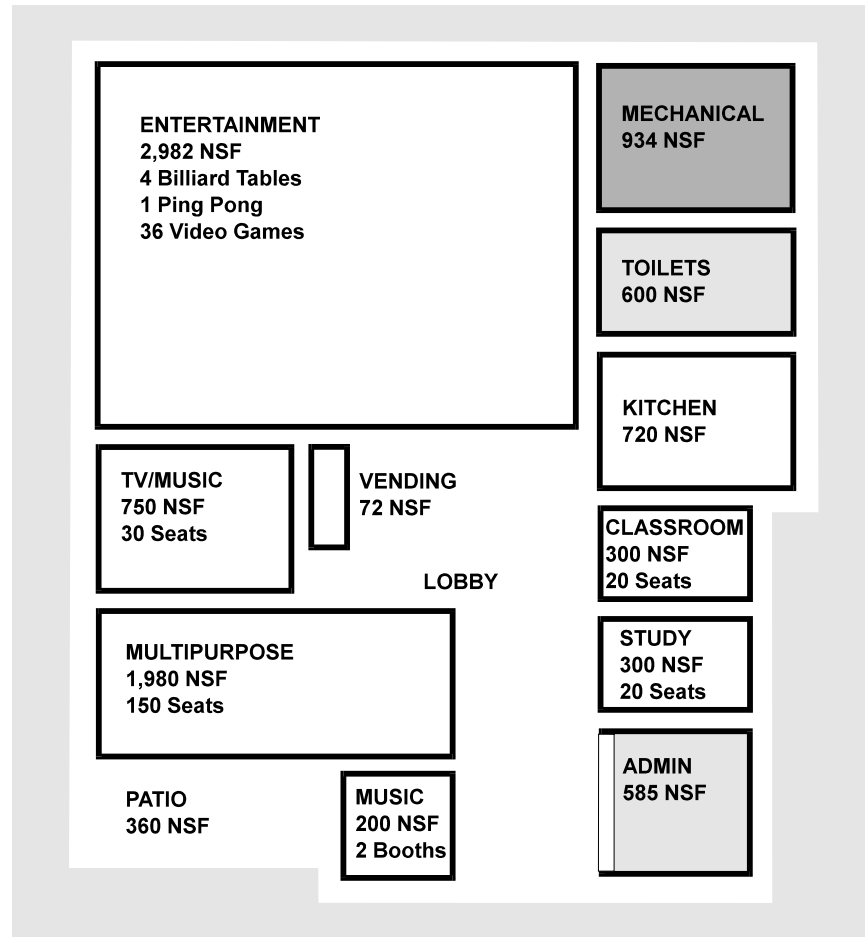 ENTERTAINMENT
2,982 NSF
4 Billiard Tables
1 Ping Pong
36 Video Games
MECHANICAL
934 NSF
TOILETS
600 NSF
KITCHEN
720 NSF
TV/MUSIC
750 NSF
30 Seats
VENDING
72 NSF
LOBBY
CLASSROOM
300 NSF
20 Seats
MULTIPURPOSE
1,980 NSF
150 Seats
STUDY
300 NSF
20 Seats
PATIO
360 NSF
MUSIC
200 NSF
2 Booths
ADMIN
585 NSF